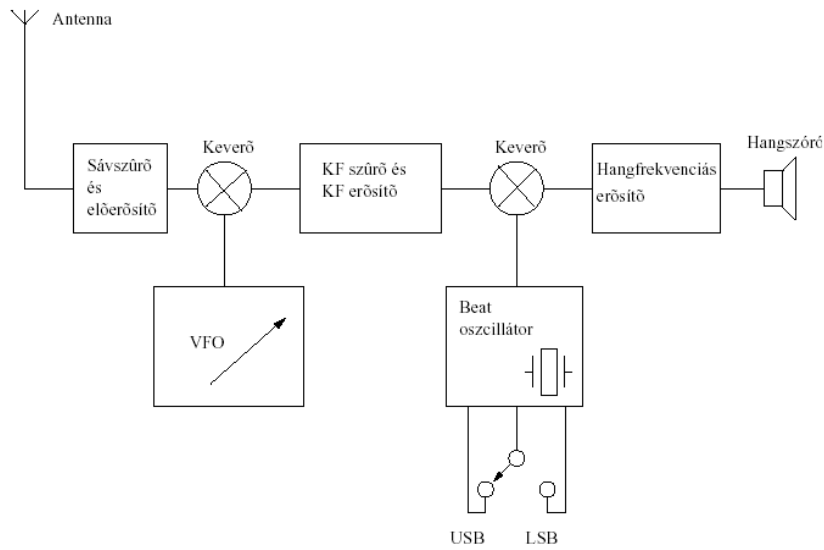 Antenna
Sávszûrõ
és
elõerõsítõ
Keverõ
KF szûrõ és
KF erõsítõ
Keverõ
Hangfrekvenciás
erõsítõ
Hangszóró
VFO
Beat
oszcillátor
USB
LSB